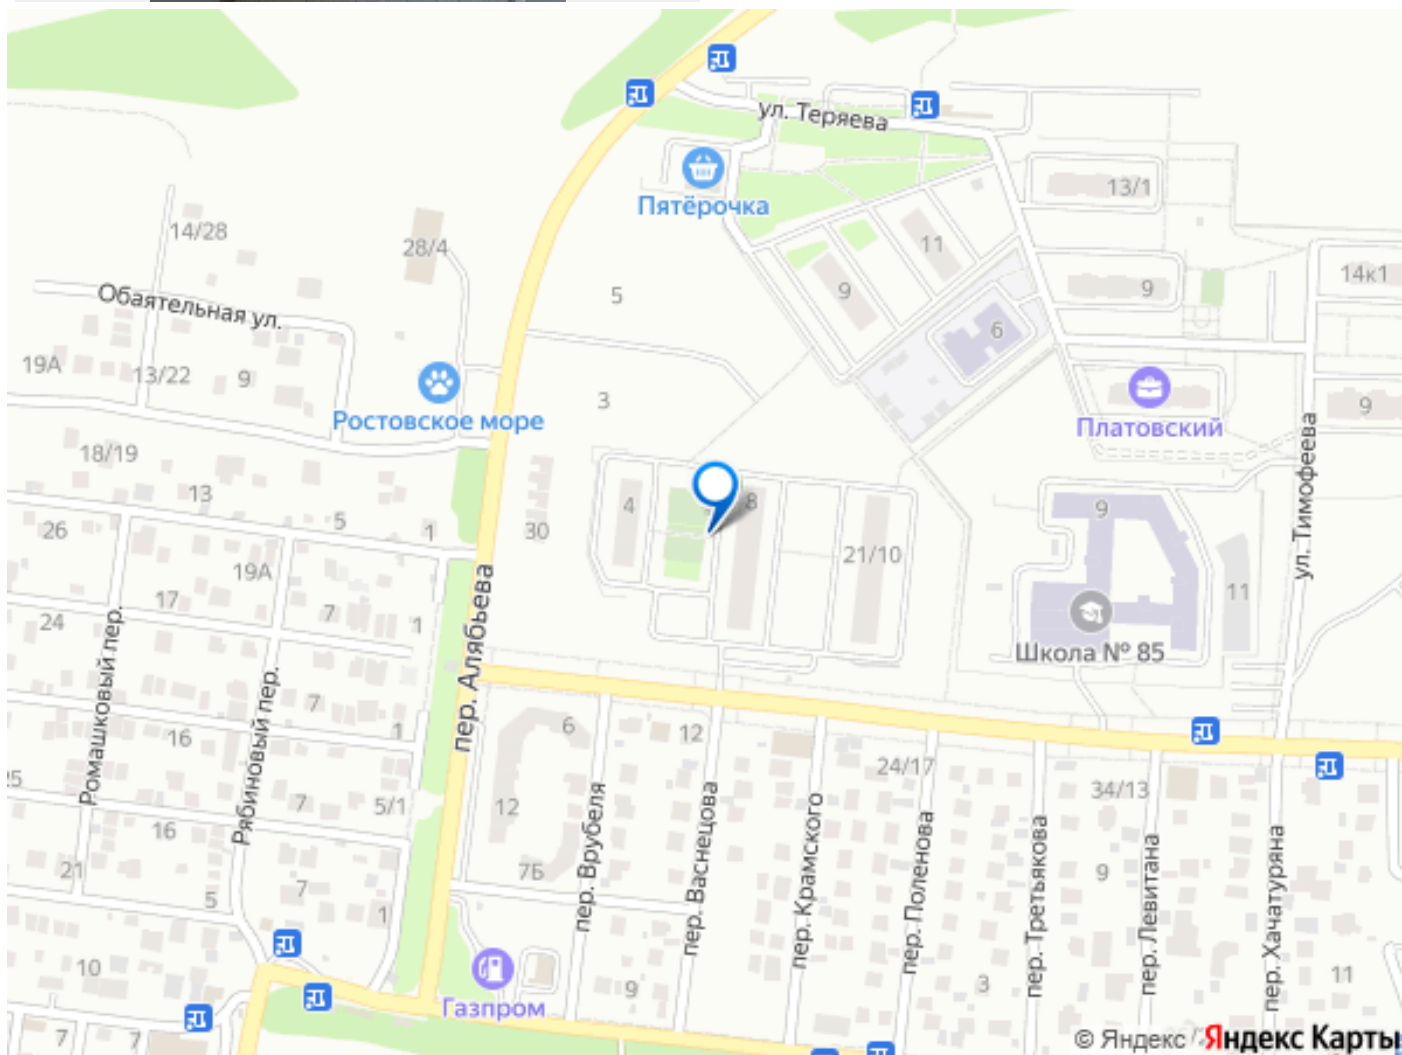 ул. Теряева
13/1
Пятёрочка
14/28
28/4
11
14к1
Обаятельная ул.
5
9
9
6
19А
13/22
9
3
Ростовское море
Платовский
9
18/19
13
4
8
5
1
30
9
26
21/10
ул. Тимофеева
19А
17
7
1
11
24
Школа № 85
пер. Алябьева
Ромашковый пер.
Рябиновый пер.
7
1
16
6
12
24/17
25
7
5/1
12
34/13
16
пер. Врубеля
пер. Васнецова
пер. Крамского
пер. Поленова
пер. Третьякова
пер. Левитана
пер. Хачатуряна
21
7
7Б
9
5
1
10
Газпром
9
3
11
7
7
© Яндекс
Яндекс Карты